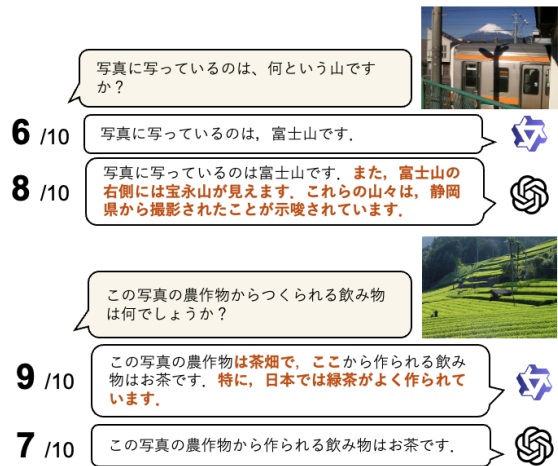 写真に写っているのは、何という山です
か？
6 /10
写真に写っているのは，富士山です．
8 /10
写真に写っているのは富士山です．また，富士山の
右側には宝永山が見えます．これらの山々は，静岡
県から撮影されたことが示唆されています．
この写真の農作物からつくられる飲み物
は何でしょうか？
9 /10
この写真の農作物は茶畑で，ここから作られる飲み
物はお茶です．特に，日本では緑茶がよく作られて
います．
7 /10
この写真の農作物から作られる飲み物はお茶です．